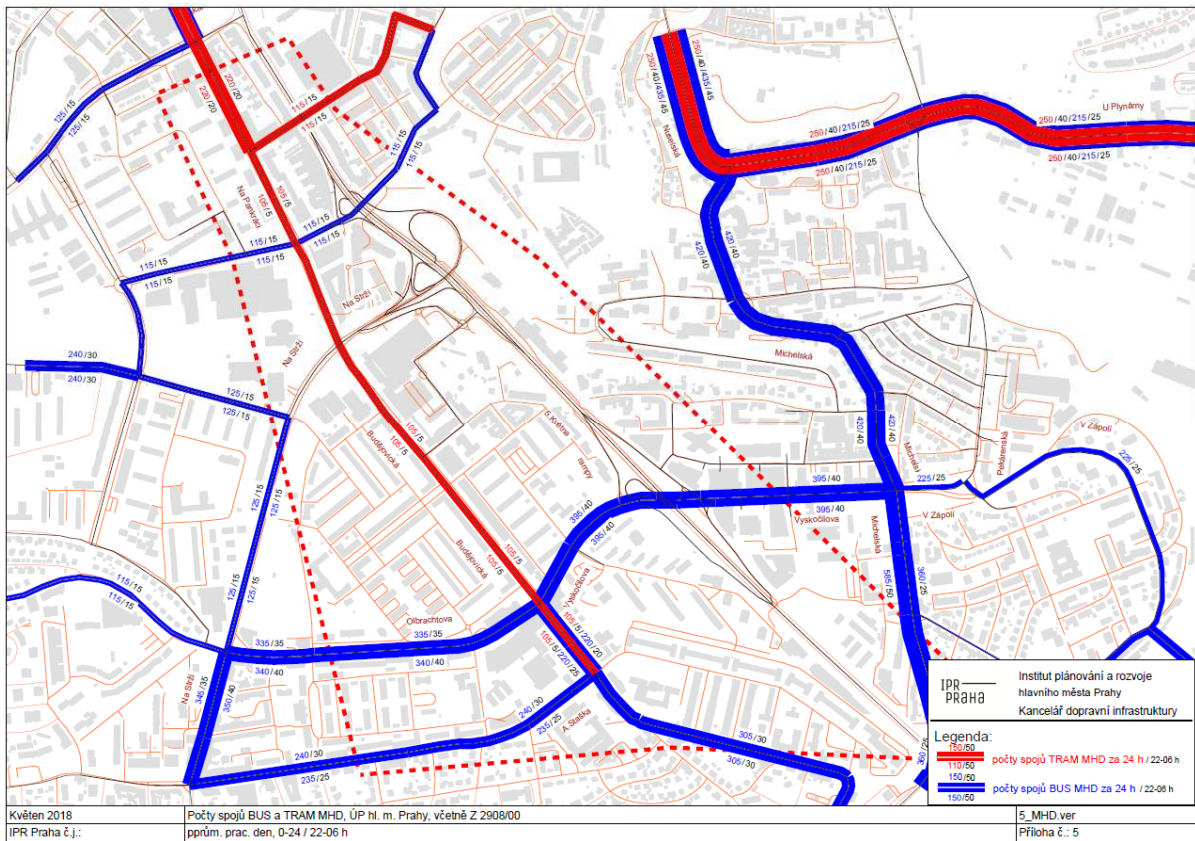 125/15
125/15
220/20
220/20
115/15
115/15
115/15
115/15
Na Pankráci
105/5
105/5
115/15
115/15
115/15
115/15
Na Strži
Na Strži
240/30
240/30
125/15
125/15
Budějovická
105/5
105/5
5.Května
rampy
125/15
125/15
Budějovická
105/5
105/5
395/40
395/40
Vyskočilova
115/15
115/15
Olbrachtova
335/35
335/35
340/40
340/40
105/5/220/20
105/5/220/25
Na Strži
345/35
350/40
240/30
235/25
240/30
235/25
A.Staška
305/30
305/30
250/40/435/45
250/40/435/45
Nuselská
250/40/215/25
250/40/215/25
U Plynárny
250/40/215/25
250/40/215/25
420/40
420/40
Michelská
420/40
420/40
Pekárenská
V Zápolí
225/25
395/40
395/40
Vyskočilova
225/25
V Zápolí
Michelská
585/50
360/25
360/25
IPR
PRAHA
Institut plánování a rozvoje
hlavního města Prahy
Kancelář dopravní infrastruktury
Legenda:
150/50
110/50
počty spojů TRAM MHD za 24 h / 22-06 h
150/50
150/50
počty spojů BUS MHD za 24 h / 22-06 h
Květen 2018
Počty spojů BUS a TRAM MHD, ÚP hl. m. Prahy, včetně Z 2908/00
5_MHD.ver
IPR Praha č.j.:
pprům. prac. den, 0-24 / 22-06 h
Příloha č.: 5